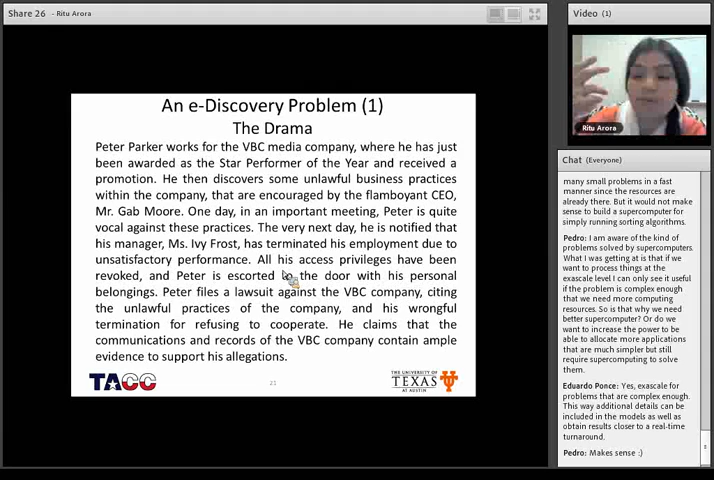 Share 26 - Ritu Arora
An e-Discovery Problem (1)
The Drama
Peter Parker works for the VBC media company, where he has just
been awarded as the Star Performer of the Year and received a
promotion. He then discovers some unlawful business practices
within the company, that are encouraged by the flamboyant CEO,
Mr. Gab Moore. One day, in an important meeting, Peter is quite
vocal against these practices. The very next day, he is notified that
his manager, Ms. Ivy Frost, has terminated his employment due to
unsatisfactory performance. All his access privileges have been
revoked, and Peter is escorted to the door with his personal
belongings. Peter files a lawsuit against the VBC company, citing
the unlawful practices of the company, and his wrongful
termination for refusing to cooperate. He claims that the
communications and records of the VBC company contain ample
evidence to support his allegations.
TACC
21
THE UNIVERSITY OF
TEXAS
AT AUSTIN
Video (1)
Ritu Arora
Chat (Everyone)
many small problems in a fast
manner since the resources are
already there. But it would not make
sense to build a supercomputer for
simply running sorting algorithms.
Pedro: I am aware of the kind of
problems solved by supercomputers.
What I was getting at is that if we
want to process things at the
exascale level I can only see it useful
if the problem is complex enough
that we need more computing
resources. So is that why we need
better supercomputer? Or do we
want to increase the power to be
able to allocate more applications
that are much simpler but still
require supercomputing to solve
them.
Eduardo Ponce: Yes, exascale for
problems that are complex enough.
This way additional details can be
included in the models as well as
obtain results closer to a real-time
turnaround.
Pedro: Makes sense :)